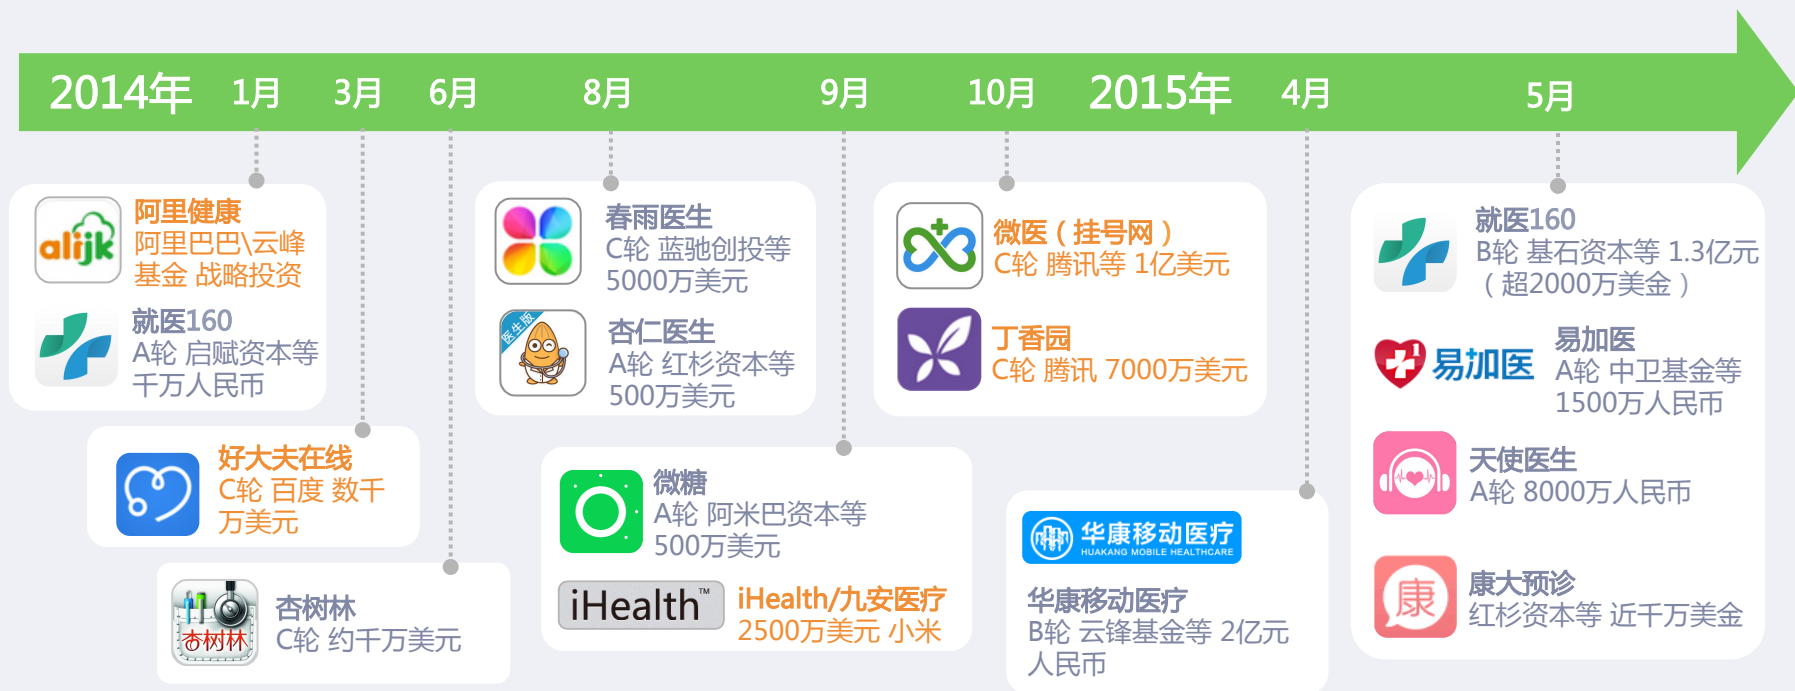 2014年 1月 3月 6月 8月 9月 10月 2015年 4月 5月
alijk
阿里健康
阿里巴巴\云峰
基金 战略投资
就医160
A轮 启赋资本等
千万人民币
好大夫在线
C轮 百度 数千
万美元
杏树林
杏树林
C轮 约千万美元
春雨医生
C轮 蓝驰创投等
5000万美元
医生版
杏仁医生
A轮 红杉资本等
500万美元
微糖
A轮 阿米巴资本等
500万美元
iHealth™
iHealth/九安医疗
2500万美元 小米
微医（挂号网）
C轮 腾讯等 1亿美元
丁香园
C轮 腾讯 7000万美元
华康移动医疗
HUAKANG MOBILE HEALTHCARE
华康移动医疗
B轮 云锋基金等 2亿元
人民币
就医160
B轮 基石资本等 1.3亿元
（超2000万美金）
1
易加医
易加医
A轮 中卫基金等
1500万人民币
天使医生
A轮 8000万人民币
康
康大预诊
红杉资本等 近千万美金